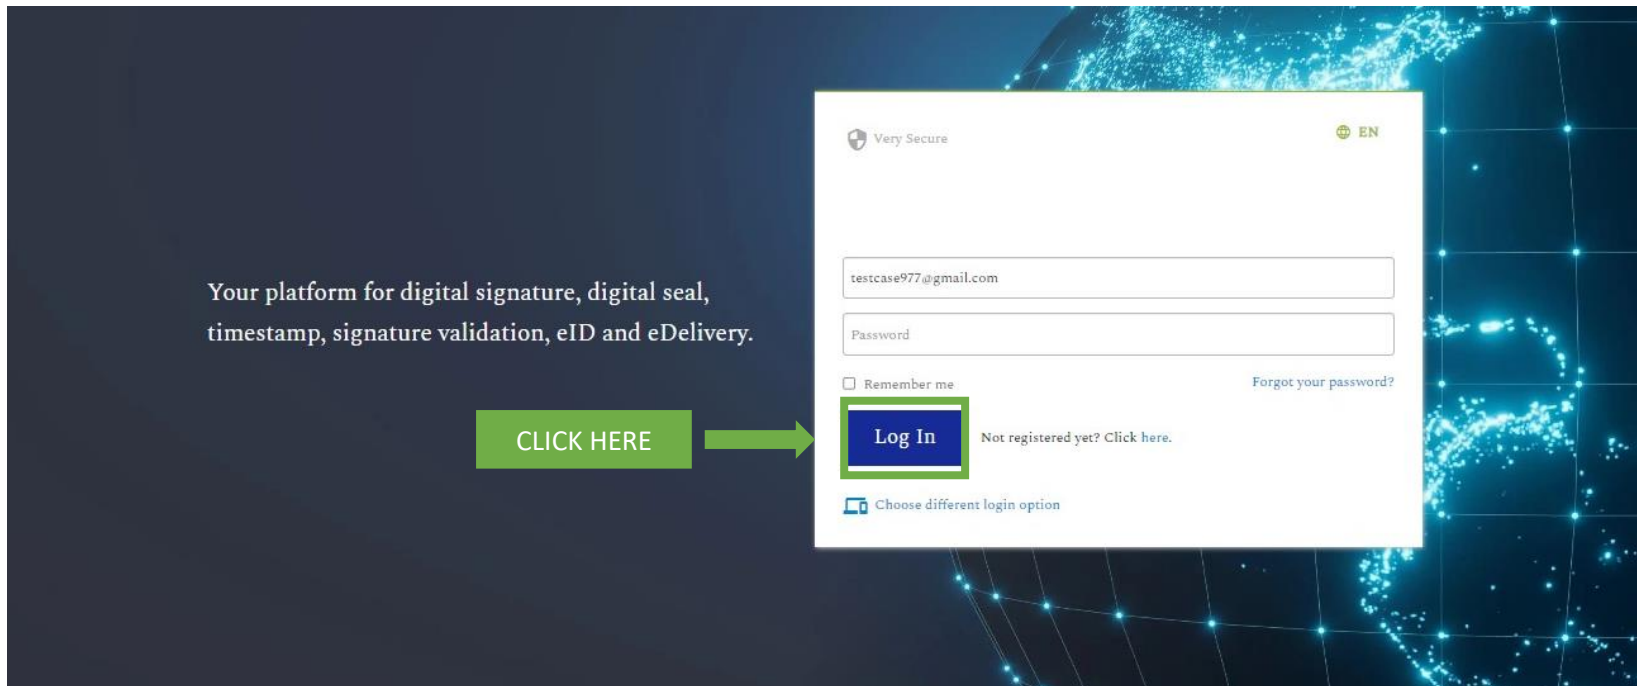 Very Secure
EN
testcase977@gmail.com
Your platform for digital signature, digital seal,
timestamp, signature validation, eID and eDelivery.
Password
Remember me
Forgot your password?
CLICK HERE
Log In
Not registered yet? Click here.
Choose different login option